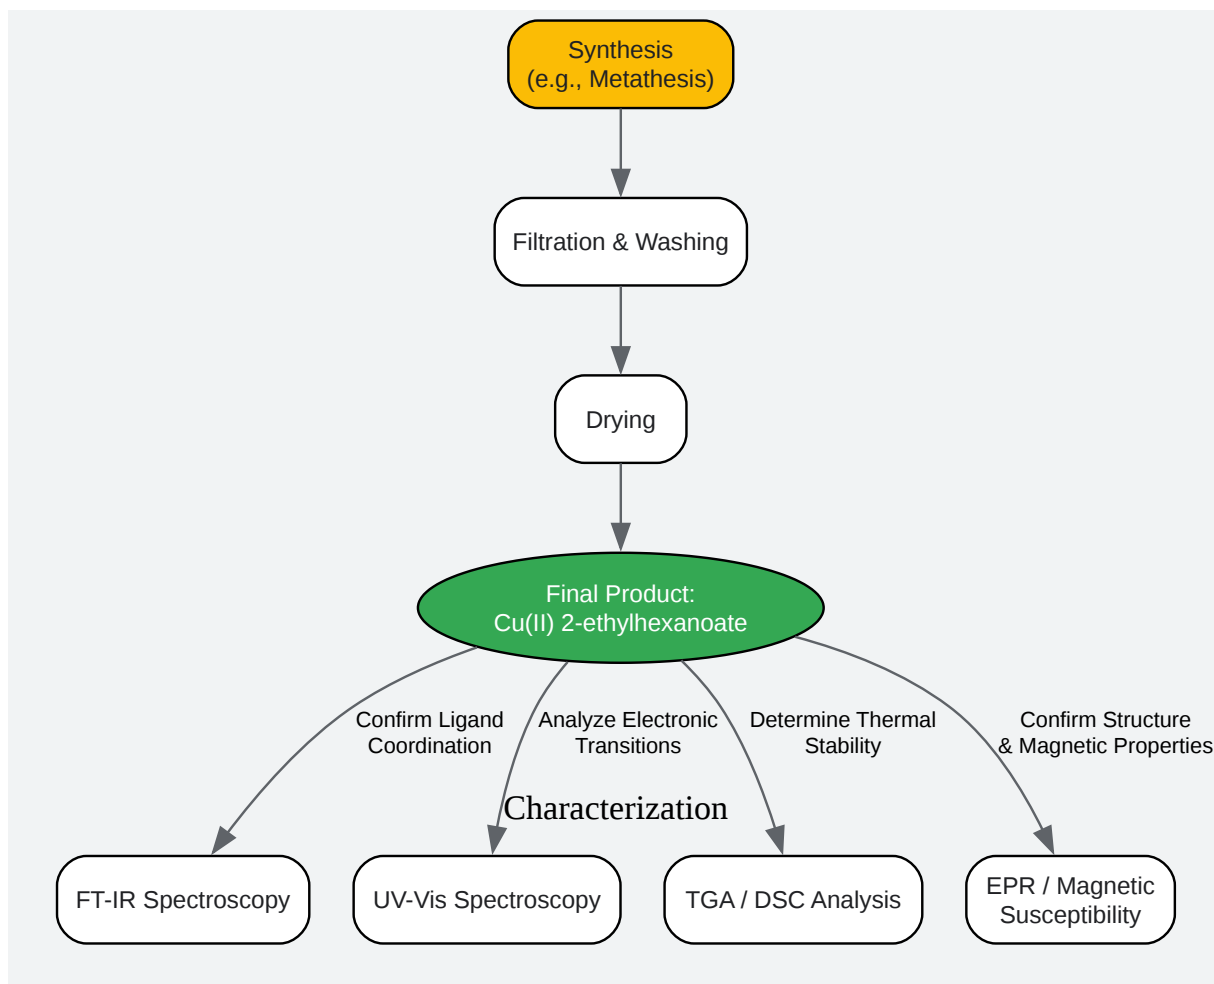 Synthesis
(e.g., Metathesis)
Filtration & Washing
Drying
Final Product:
Cu(II) 2-ethylhexanoate
Confirm Ligand
Coordination
Analyze Electronic
Transitions
Determine Thermal
Stability
Confirm Structure
& Magnetic Properties
Characterization
FT-IR Spectroscopy
UV-Vis Spectroscopy
TGA / DSC Analysis
EPR / Magnetic
Susceptibility